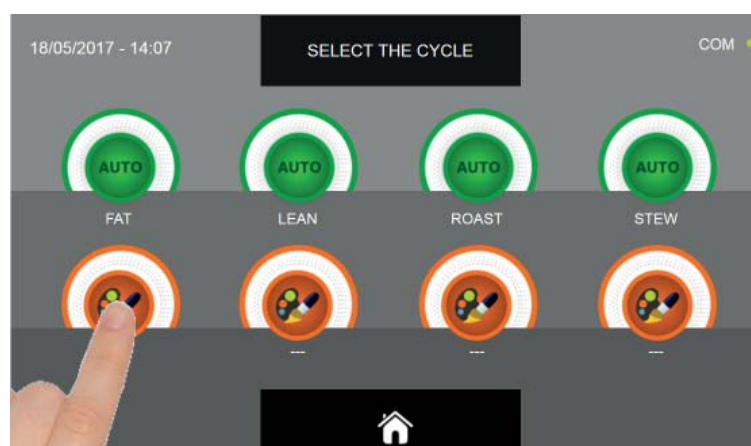 18/05/2017 - 14:07 SELECT THE CYCLE COM
AUTO AUTO AUTO AUTO
FAT LEAN ROAST STEW
--- --- ---